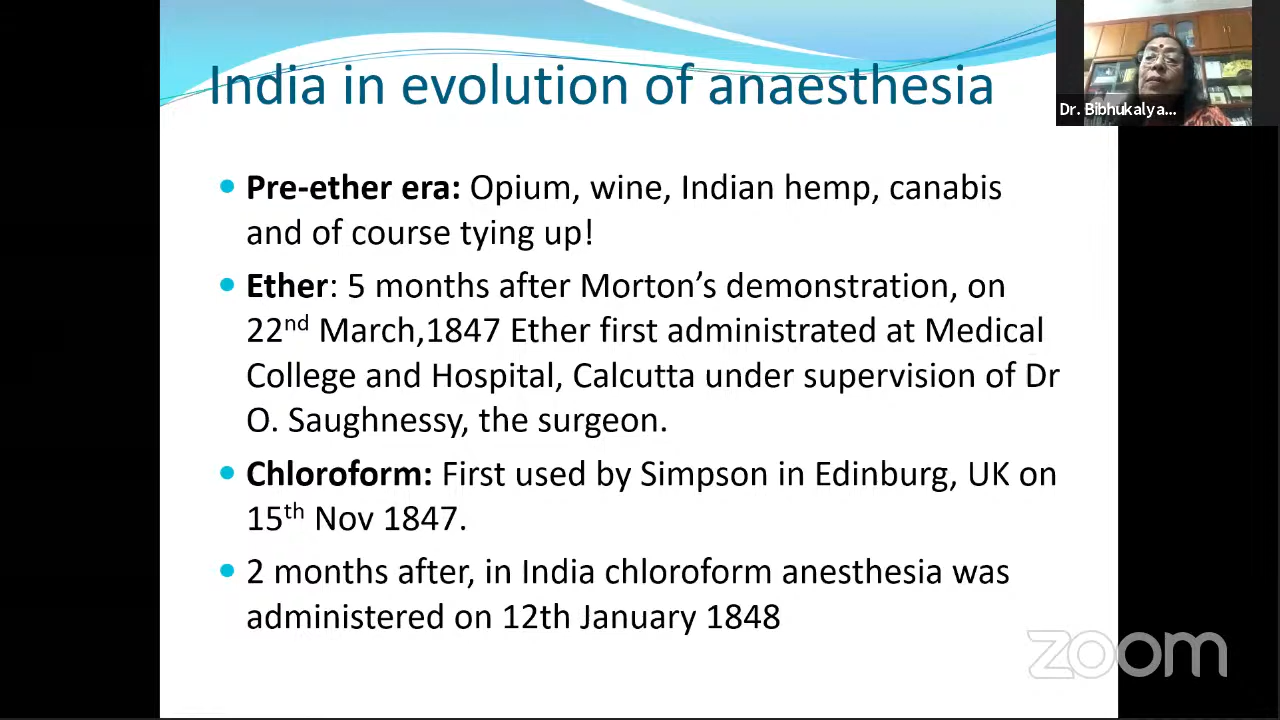 India in evolution of anaesthesia
Dr. Bibhukalya...
Pre-ether era: Opium, wine, Indian hemp, canabis
and of course tying up!
Ether: 5 months after Morton’s demonstration, on
22nd March,1847 Ether first administrated at Medical
College and Hospital, Calcutta under supervision of Dr
O. Saughnessy, the surgeon.
Chloroform: First used by Simpson in Edinburg, UK on
15th Nov 1847.
2 months after, in India chloroform anesthesia was
administered on 12th January 1848
zoom